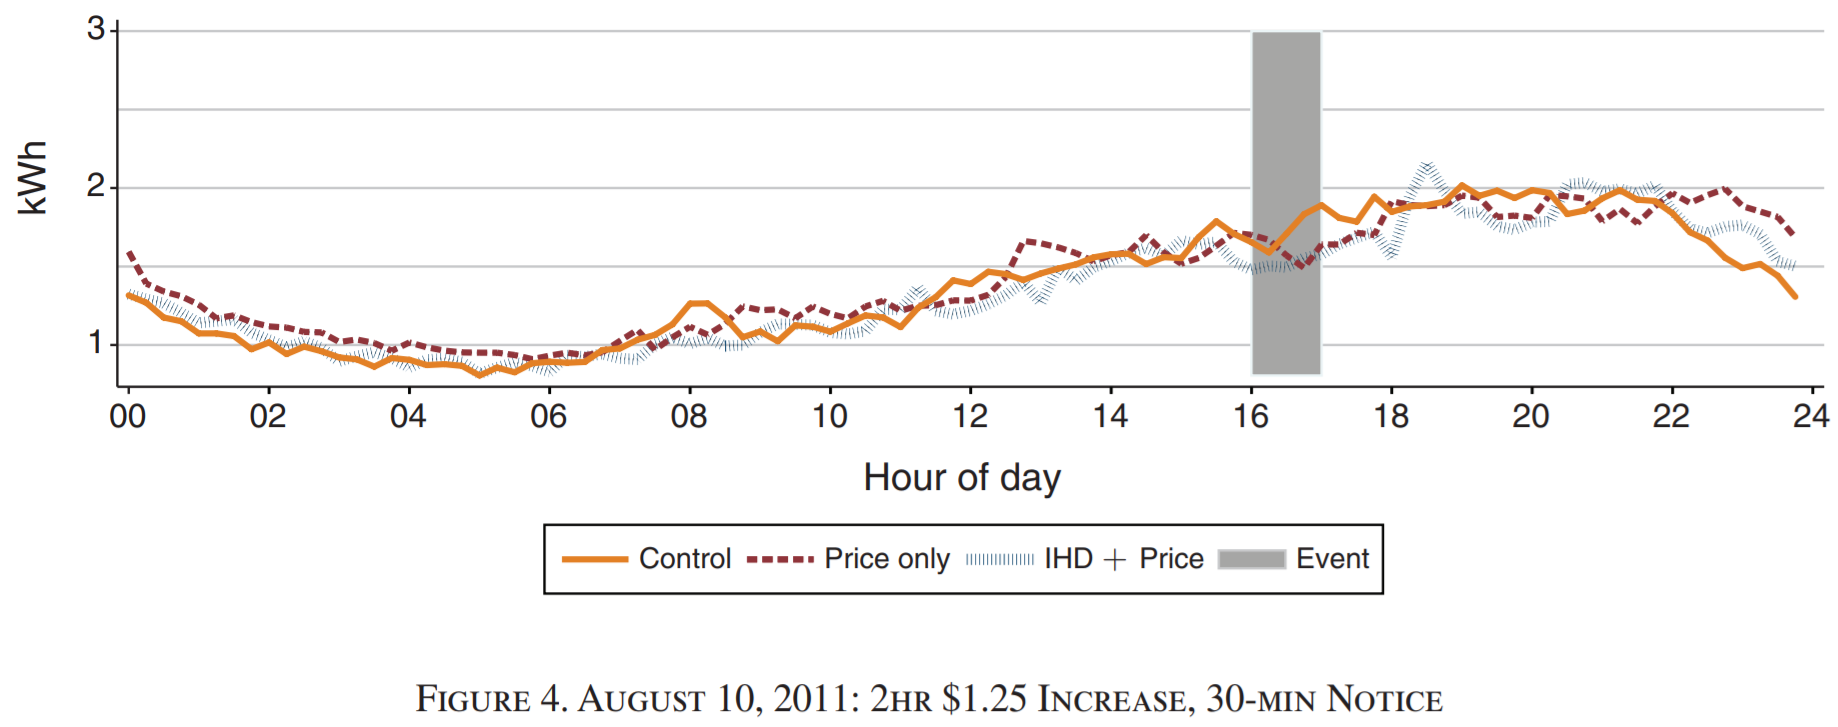 3
2
1
kWh
00 02 04 06 08 10 12 14 16 18 20 22 24
Hour of day
Control Price only IHD + Price Event
FIGURE 4. AUGUST 10, 2011: 2HR $1.25 INCREASE, 30-MIN NOTICE